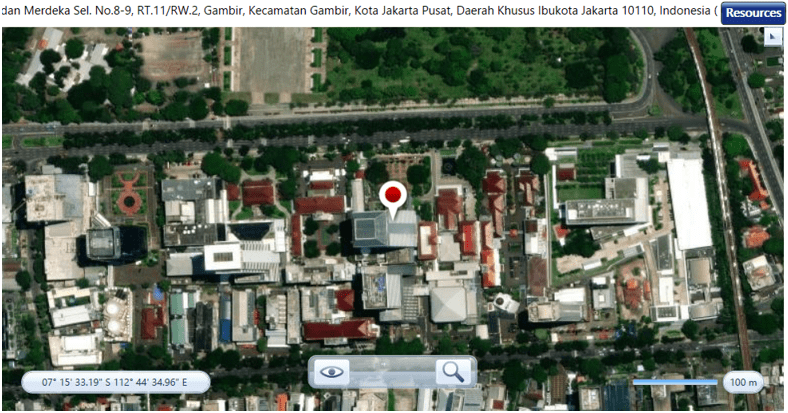 dan Merdeka Sel. No.8-9, RT.11/RW.2, Gambir, Kecamatan Gambir, Kota Jakarta Pusat, Daerah Khusus Ibukota Jakarta 10110, Indonesia (
Resources
07° 15' 33.19" S 112° 44' 34.96" E
100 m